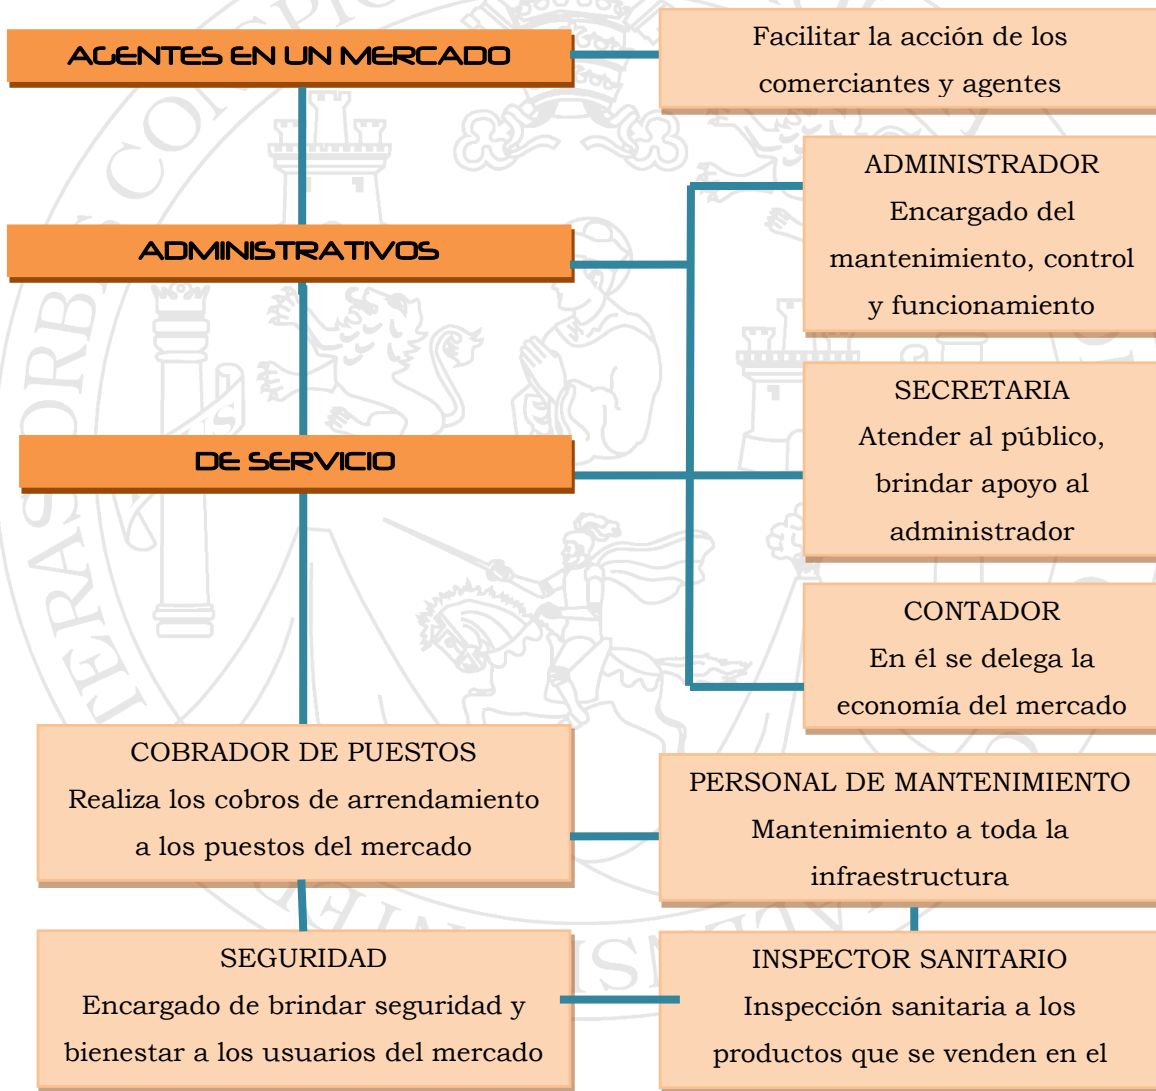 AGENTES EN UN MERCADO
Facilitar la acción de los
comerciantes y agentes
ADMINISTRATIVOS
ADMINISTRADOR
Encargado del
mantenimiento, control
y funcionamiento
DE SERVICIO
SECRETARIA
Atender al público,
brindar apoyo al
administrador
CONTADOR
En él se delega la
economía del mercado
COBRADOR DE PUESTOS
Realiza los cobros de arrendamiento
a los puestos del mercado
PERSONAL DE MANTENIMIENTO
Mantenimiento a toda la
infraestructura
SEGURIDAD
Encargado de brindar seguridad y
bienestar a los usuarios del mercado
INSPECTOR SANITARIO
Inspección sanitaria a los
productos que se venden en el